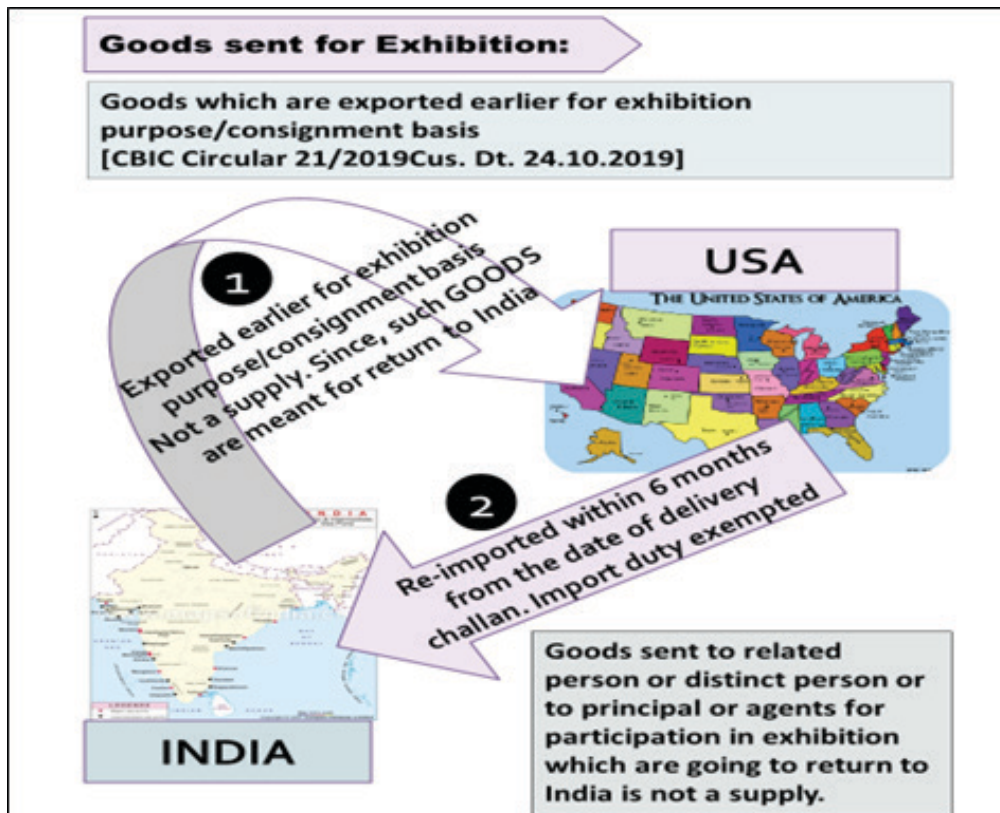 Goods sent for Exhibition:
Goods which are exported earlier for exhibition
purpose/consignment basis
[CBIC Circular 21/2019Cus. Dt. 24.10.2019]
1
Exported earlier for exhibition
purpose/consignment basis
Not a supply. Since, such GOODS
are meant for return to India
USA
THE UNITED STATES OF AMERICA
2
Re-imported within 6 months
from the date of delivery
challan. Import duty exempted
INDIA
Goods sent to related
person or distinct person or
to principal or agents for
participation in exhibition
which are going to return to
India is not a supply.